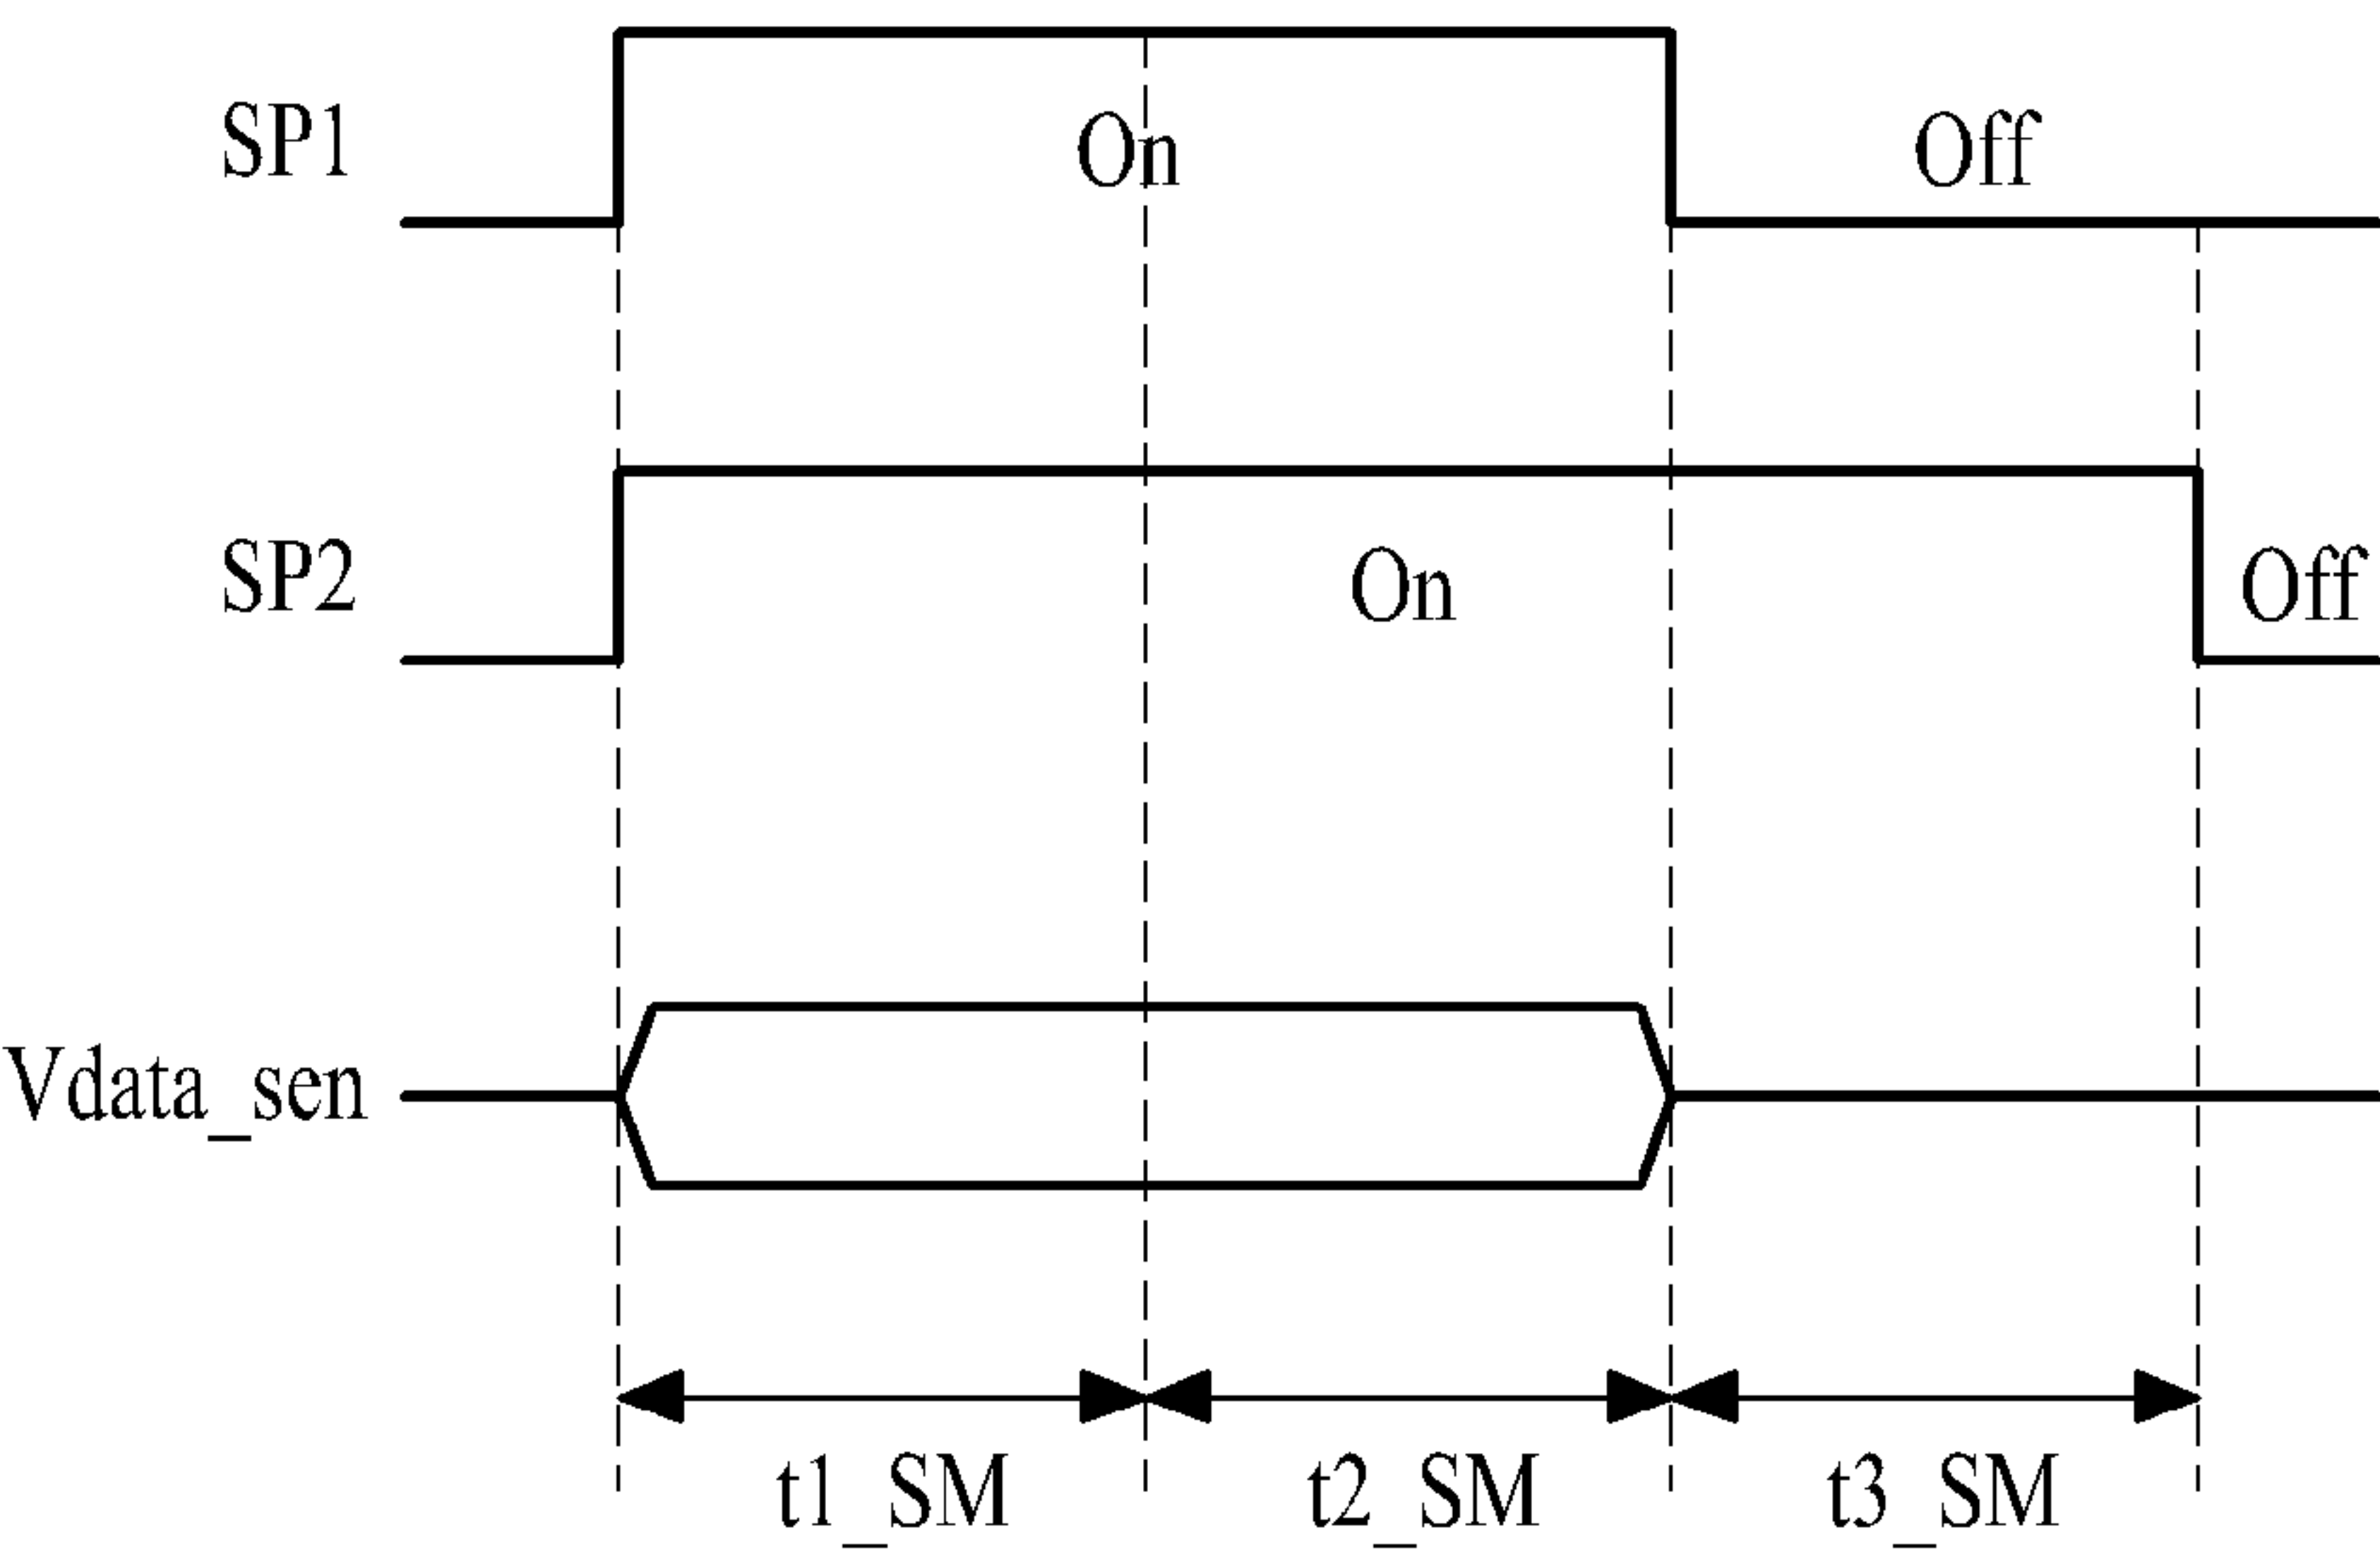 SP1
On
Off
SP2
On
Off
Vdata_sen
t1_SM
t2_SM
t3_SM